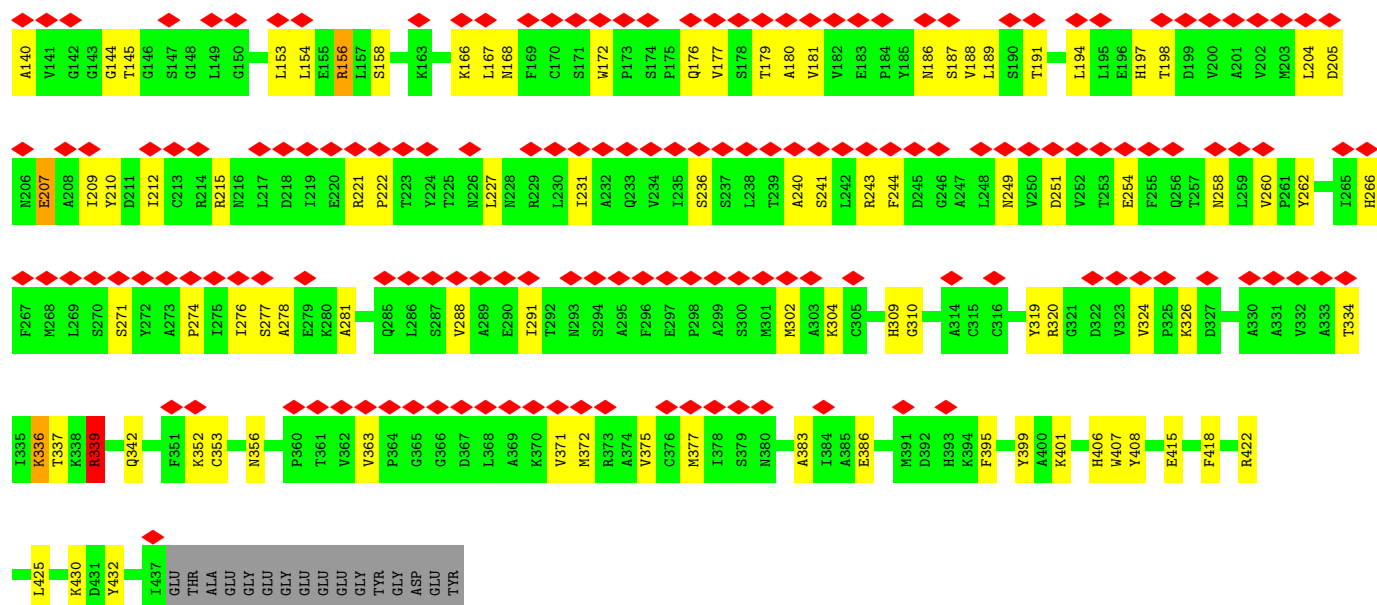 A140 V141 G142 G143 G144 T145 G146 S147 G148 L149 G150 L153 L154 E155 R156 L157 S158 K163 K166 L167 N168 F169 C170 S171 W172 P173 S174 P175 Q176 V177 S178 T179 A180 V181 V182 E183 P184 Y185 N186 S187 V188 L189 S190 T191 L194 L195 E196 H197 T198 D199 V200 A201 V202 M203 L204 D205
N206 E207 A208 I209 Y210 D211 I212 C213 R214 R215 N216 L217 D218 I219 E220 R221 P222 T223 Y224 T225 N226 L227 N228 R229 L230 I231 A232 Q233 V234 I235 S236 S237 L238 T239 A240 S241 L242 R243 F244 D245 G246 A247 L248 N249 V250 D251 V252 T253 E254 F255 Q256 T257 N258 L259 V260 P261 Y262 I265 H266
F267 M268 L269 S270 S271 Y272 A273 P274 I275 I276 S277 A278 E279 K280 A281 Q285 L286 S287 V288 A289 E290 I291 T292 N293 S294 A295 F296 E297 P298 A299 S300 M301 M302 A303 K304 C305 H309 G310 A314 C315 C316 Y319 R320 G321 D322 V323 V324 P325 K326 D327 A330 A331 V332 A333 T334
I335 K336 T337 K338 R339 Q342 F351 K352 C353 N356 P360 T361 V362 V363 P364 G365 G366 D367 L368 A369 K370 V371 M372 R373 A374 V375 C376 M377 I378 S379 N380 A383 I384 A385 E386 M391 D392 H393 K394 F395 Y399 A400 K401 H406 W407 Y408 E415 F418 R422
L425 K430 D431 Y432 I437 GLU THR ALA GLU GLY GLU GLY GLU GLU GLU GLY TYR GLY ASP GLU TYR